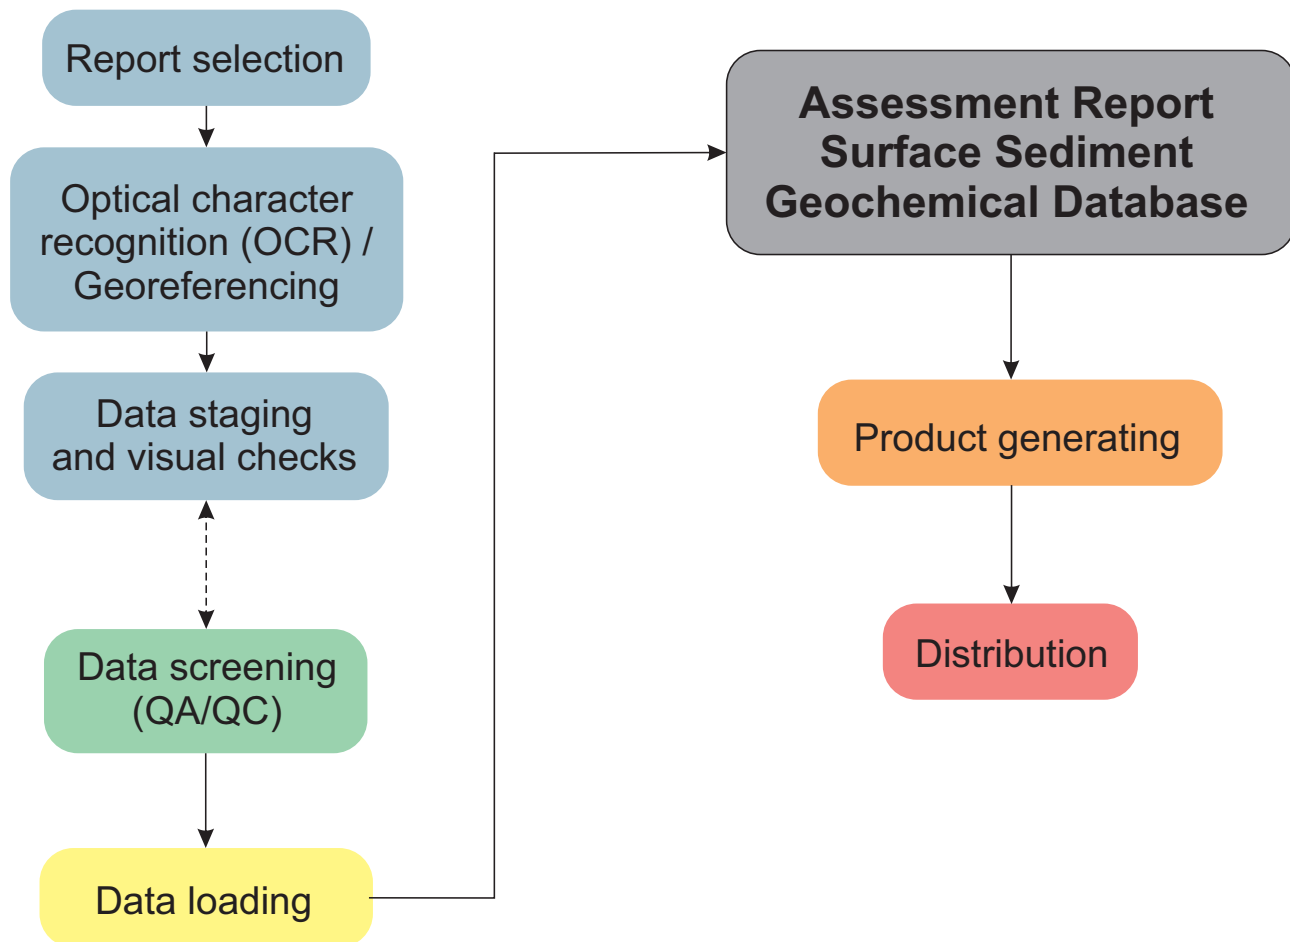 Report selection
Optical character
recognition (OCR) /
Georeferencing
Data staging
and visual checks
Data screening
(QA/QC)
Data loading
Assessment Report
Surface Sediment
Geochemical Database
Product generating
Distribution